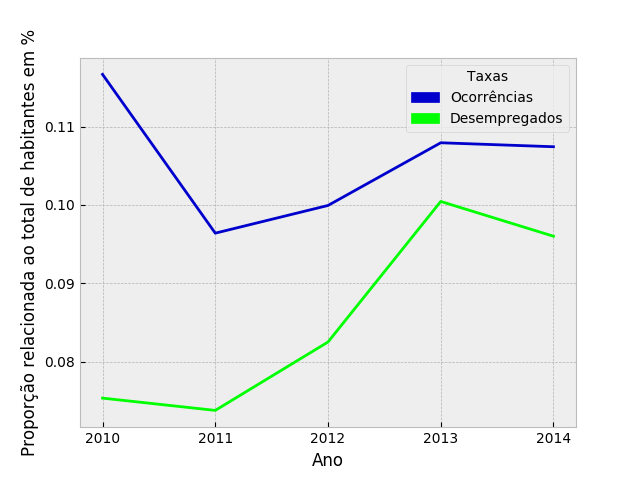 Proporção relacionada ao total de habitantes em %
Taxas
Ocorrências
Desempregados
0.11
0.10
0.09
0.08
2010 2011 2012 2013 2014
Ano